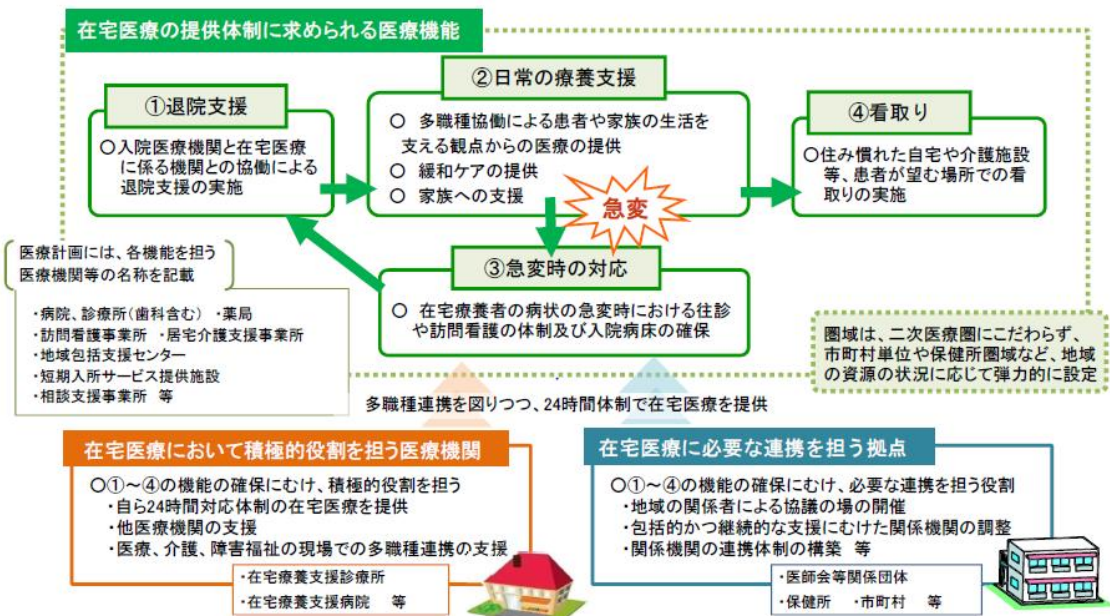 在宅医療の提供体制に求められる医療機能
①退院支援
○入院医療機関と在宅医療
に係る機関との協働による
退院支援の実施
②日常の療養支援
○ 多職種協働による患者や家族の生活を
支える観点からの医療の提供
○ 緩和ケアの提供
○ 家族への支援
急変
④看取り
○住み慣れた自宅や介護施設
等、患者が望む場所での看
取りの実施
③急変時の対応
○ 在宅療養者の病状の急変時における往診
や訪問看護の体制及び入院病床の確保
医療計画には、各機能を担う
医療機関等の名称を記載
・病院、診療所(歯科含む) ・薬局
・訪問看護事業所 ・居宅介護支援事業所
・地域包括支援センター
・短期入所サービス提供施設
・相談支援事業所 等
圏域は、二次医療圏にこだわらず、
市町村単位や保健所圏域など、地域
の資源の状況に応じて弾力的に設定
多職種連携を図りつつ、24時間体制で在宅医療を提供
在宅医療において積極的役割を担う医療機関
○①~④の機能の確保にむけ、積極的役割を担う
・自ら24時間対応体制の在宅医療を提供
・他医療機関の支援
・医療、介護、障害福祉の現場での多職種連携の支援
・在宅療養支援診療所
・在宅療養支援病院 等
在宅医療に必要な連携を担う拠点
○①~④の機能の確保にむけ、必要な連携を担う役割
・地域の関係者による協議の場の開催
・包括的かつ継続的な支援にむけた関係機関の調整
・関係機関の連携体制の構築 等
・医師会等関係団体
・保健所 ・市町村 等